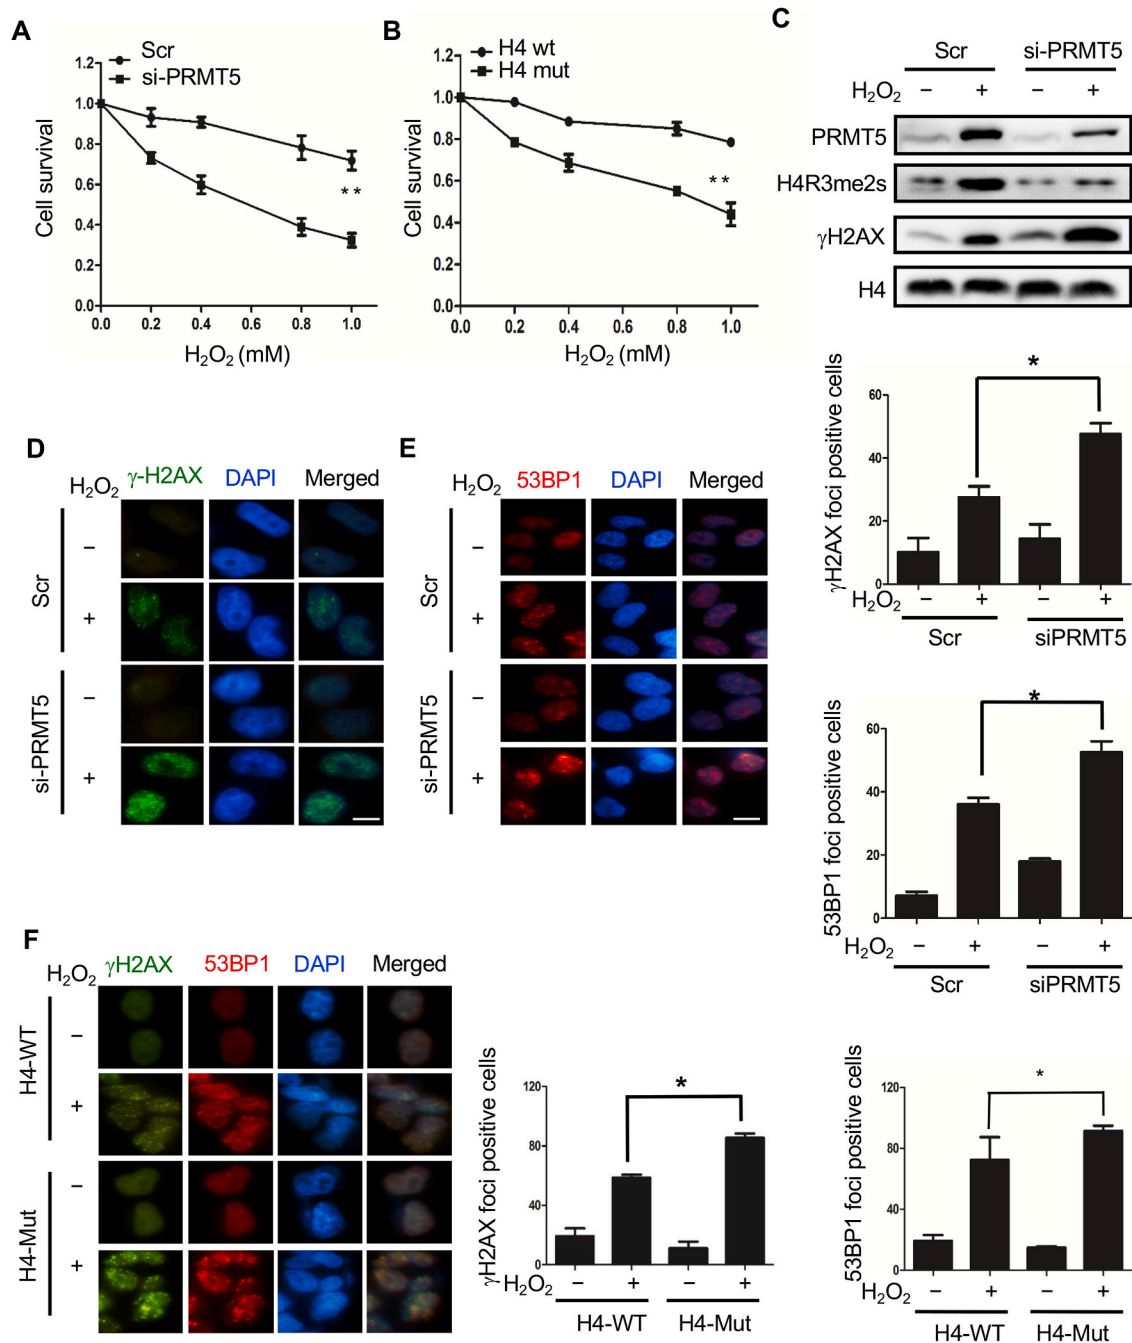 A
Scr
si-PRMT5
1.2
1.0
0.8
0.6
0.4
0.2
0.0
Cell survival
**
0.0 0.2 0.4 0.8 1.0
H₂O₂ (mM)
B
H4 wt
H4 mut
1.2
1.0
0.8
0.6
0.4
0.2
0.0
Cell survival
**
0.0 0.2 0.4 0.8 1.0
H₂O₂ (mM)
C
Scr si-PRMT5
H₂O₂ − + − +
PRMT5
H4R3me2s
γH2AX
H4
D
γ-H2AX DAPI Merged
H₂O₂
Scr
−
+
si-PRMT5
−
+
E
53BP1 DAPI Merged
H₂O₂
Scr
−
+
si-PRMT5
−
+
γH2AX foci positive cells
60
40
20
0
*
H₂O₂ − + − +
Scr siPRMT5
53BP1 foci positive cells
60
40
20
0
*
H₂O₂ − + − +
Scr siPRMT5
F
γH2AX 53BP1 DAPI Merged
H₂O₂
H4-WT
−
+
H4-Mut
−
+
γH2AX foci positive cells
120
80
40
0
*
H₂O₂ − + − +
H4-WT H4-Mut
53BP1 foci positive cells
120
80
40
0
*
H₂O₂ − + − +
H4-WT H4-Mut